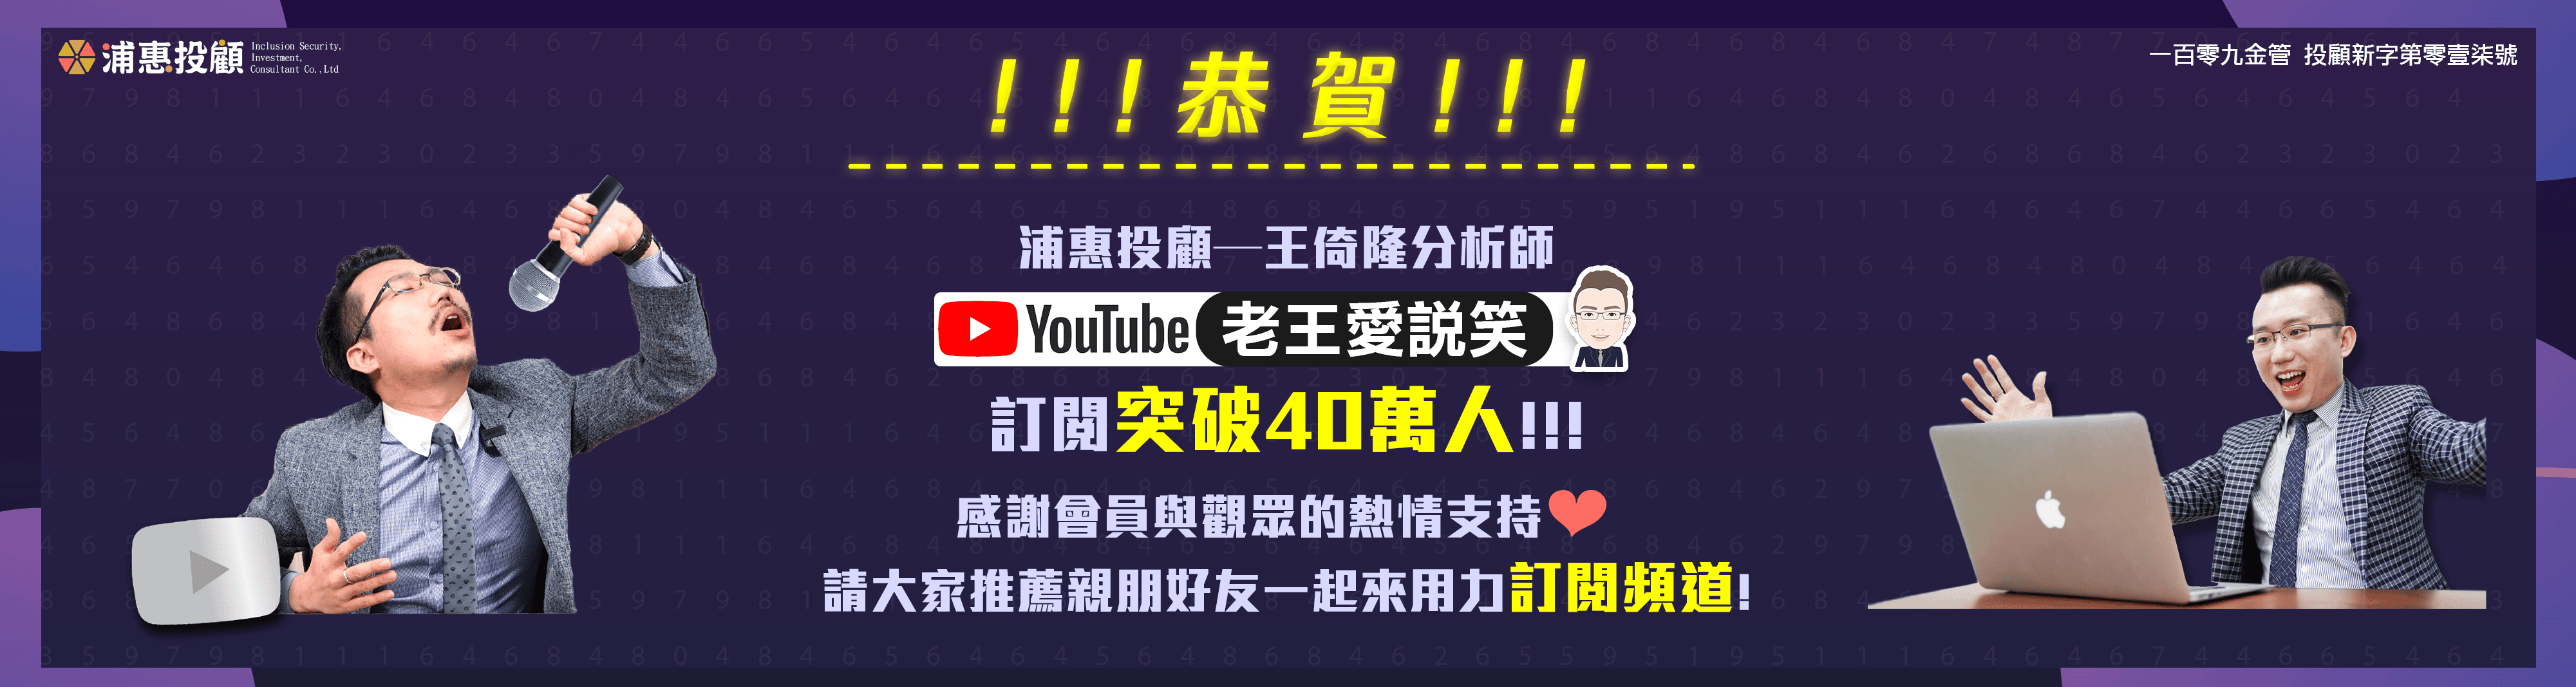 浦惠投顧
Inclusion Security,
Investment,
Consultant Co.,Ltd
一百零九金管 投顧新字第零壹柒號
!!!恭賀!!!
浦惠投顧—王倚隆分析師
YouTube 老王愛説笑
訂閱突破40萬人!!!
感謝會員與觀眾的熱情支持
請大家推薦親朋好友一起來用力訂閱頻道!